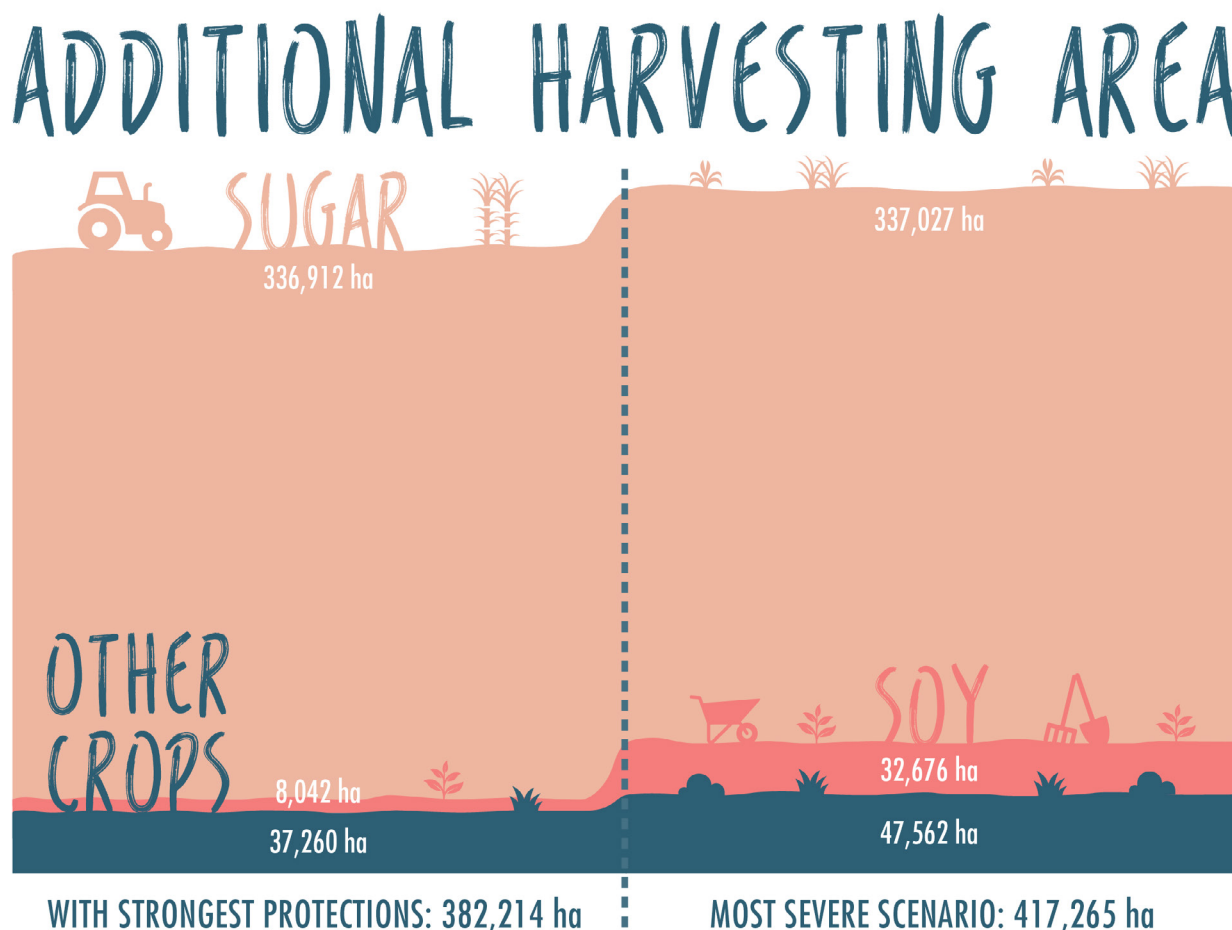 ADDITIONAL HARVESTING AREA
SUGAR
336,912 ha
337,027 ha
OTHER
CROPS
8,042 ha
37,260 ha
SOY
32,676 ha
47,562 ha
WITH STRONGEST PROTECTIONS: 382,214 ha
MOST SEVERE SCENARIO: 417,265 ha